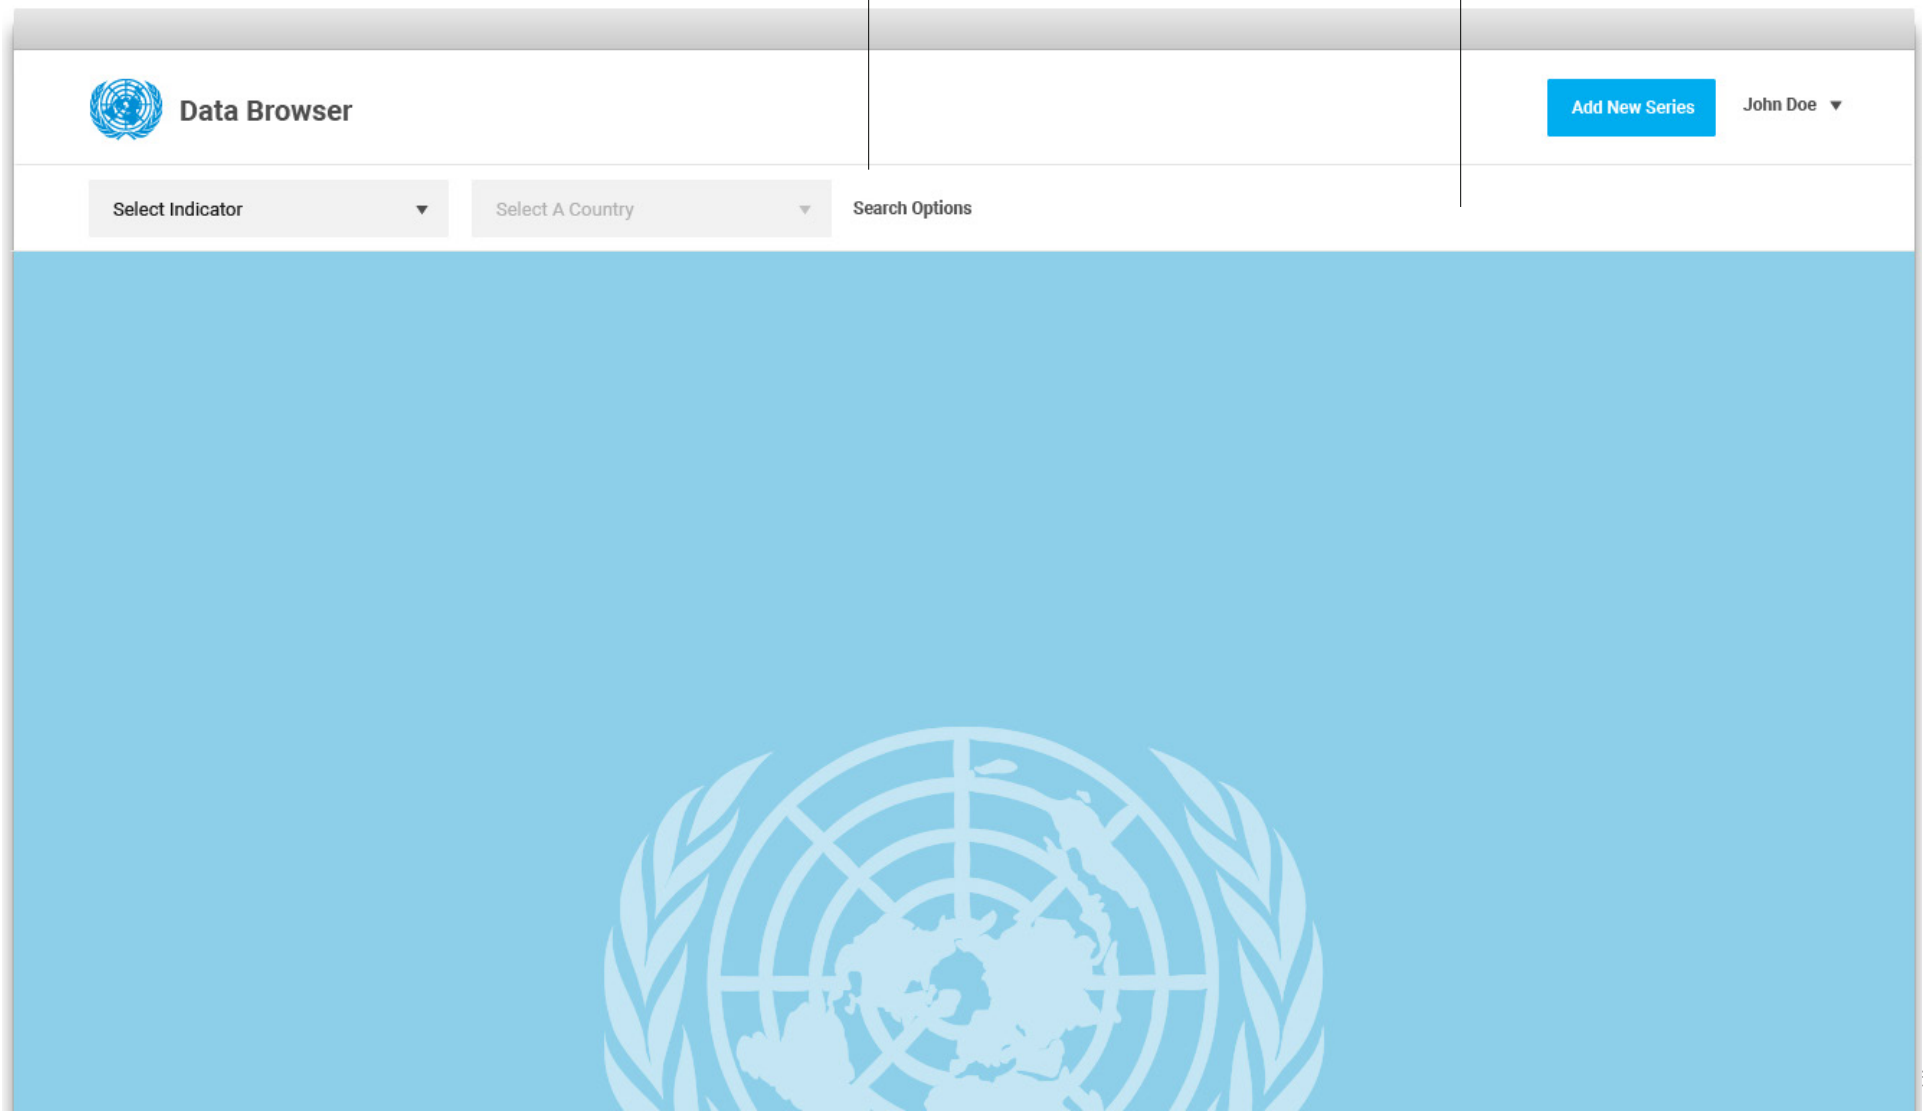 Data Browser
Add New Series
John Doe
Select Indicator
Select A Country
Search Options